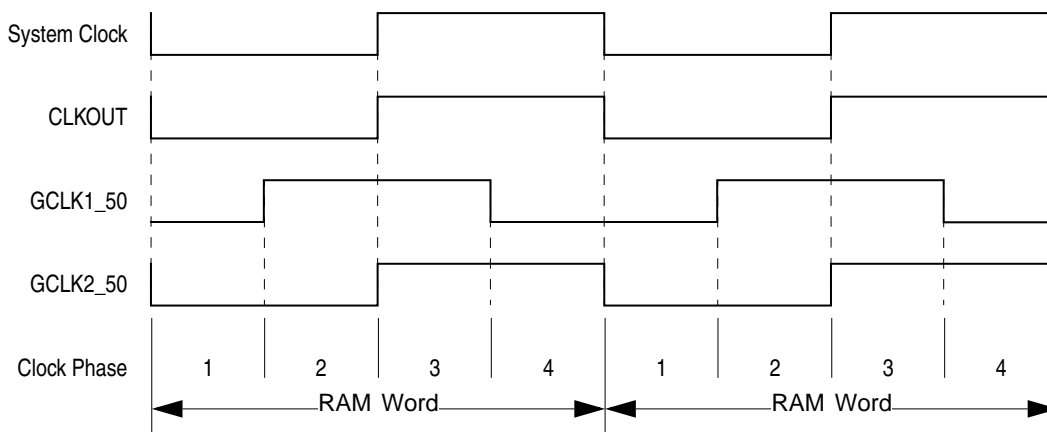 System Clock
CLKOUT
GCLK1_50
GCLK2_50
Clock Phase 1 2 3 4 1 2 3 4
RAM Word RAM Word